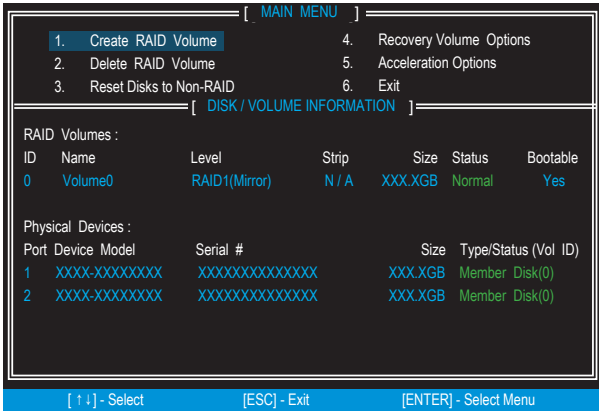 [ MAIN MENU ]
1. Create RAID Volume 4. Recovery Volume Options
2. Delete RAID Volume 5. Acceleration Options
3. Reset Disks to Non-RAID 6. Exit
[ DISK / VOLUME INFORMATION ]
RAID Volumes :
ID Name Level Strip Size Status Bootable
0 Volume0 RAID1(Mirror) N / A XXX.XGB Normal Yes
Physical Devices :
Port Device Model Serial # Size Type/Status (Vol ID)
1 XXXX-XXXXXXXX XXXXXXXXXXXXXX XXX.XGB Member Disk(0)
2 XXXX-XXXXXXXX XXXXXXXXXXXXXX XXX.XGB Member Disk(0)
[ ↑↓] - Select [ESC] - Exit [ENTER] - Select Menu